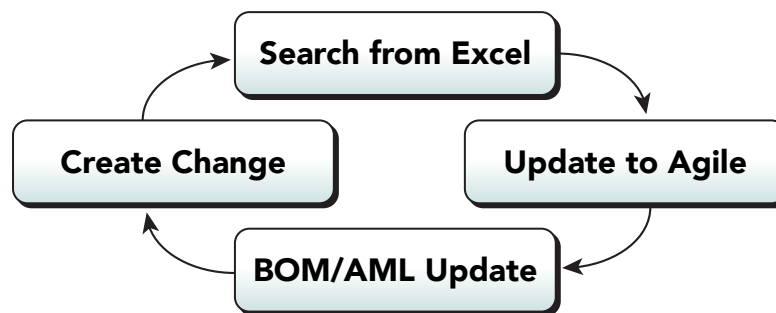 Search from Excel
Create Change
Update to Agile
BOM/AML Update